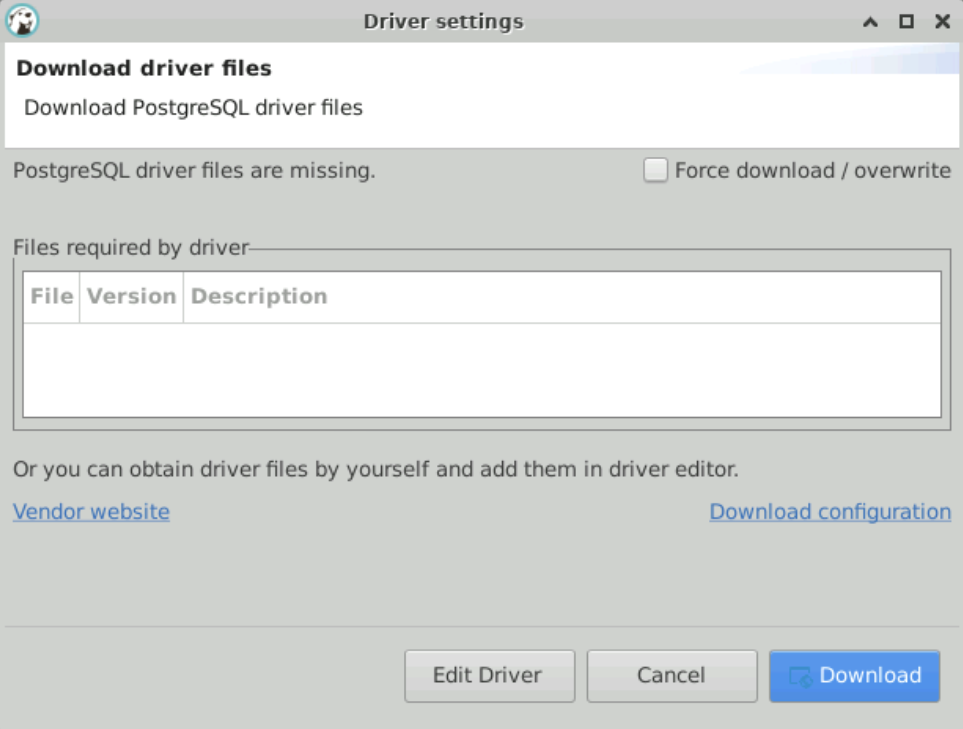 Driver settings
Download driver files
Download PostgreSQL driver files
PostgreSQL driver files are missing.
Force download / overwrite
Files required by driver
File Version Description
Or you can obtain driver files by yourself and add them in driver editor.
Vendor website
Download configuration
Edit Driver
Cancel
Download